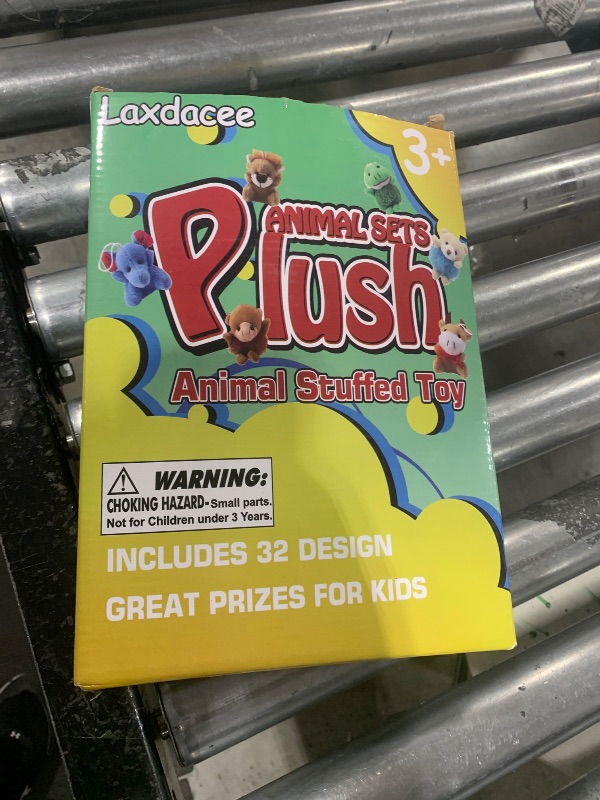 Laxdacee
3+
ANIMAL SETS
Plush
Animal Stuffed Toy
WARNING:
CHOKING HAZARD-Small parts.
Not for Children under 3 Years.
INCLUDES 32 DESIGN
GREAT PRIZES FOR KIDS